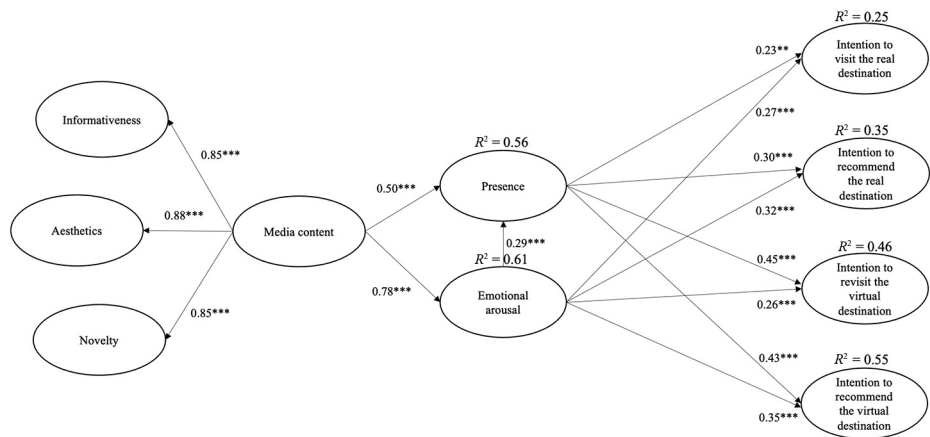 R² = 0.25
Intention to
visit the real
destination
0.23**
0.27***
Informativeness
0.85***
R² = 0.35
Intention to
recommend
the real
destination
0.30***
0.32***
R² = 0.56
Presence
0.50***
Aesthetics
0.88***
Media content
0.29***
R² = 0.61
Emotional
arousal
0.78***
R² = 0.46
Intention to
revisit the
virtual
destination
0.45***
0.26***
Novelty
0.85***
R² = 0.55
Intention to
recommend
the virtual
destination
0.43***
0.35***